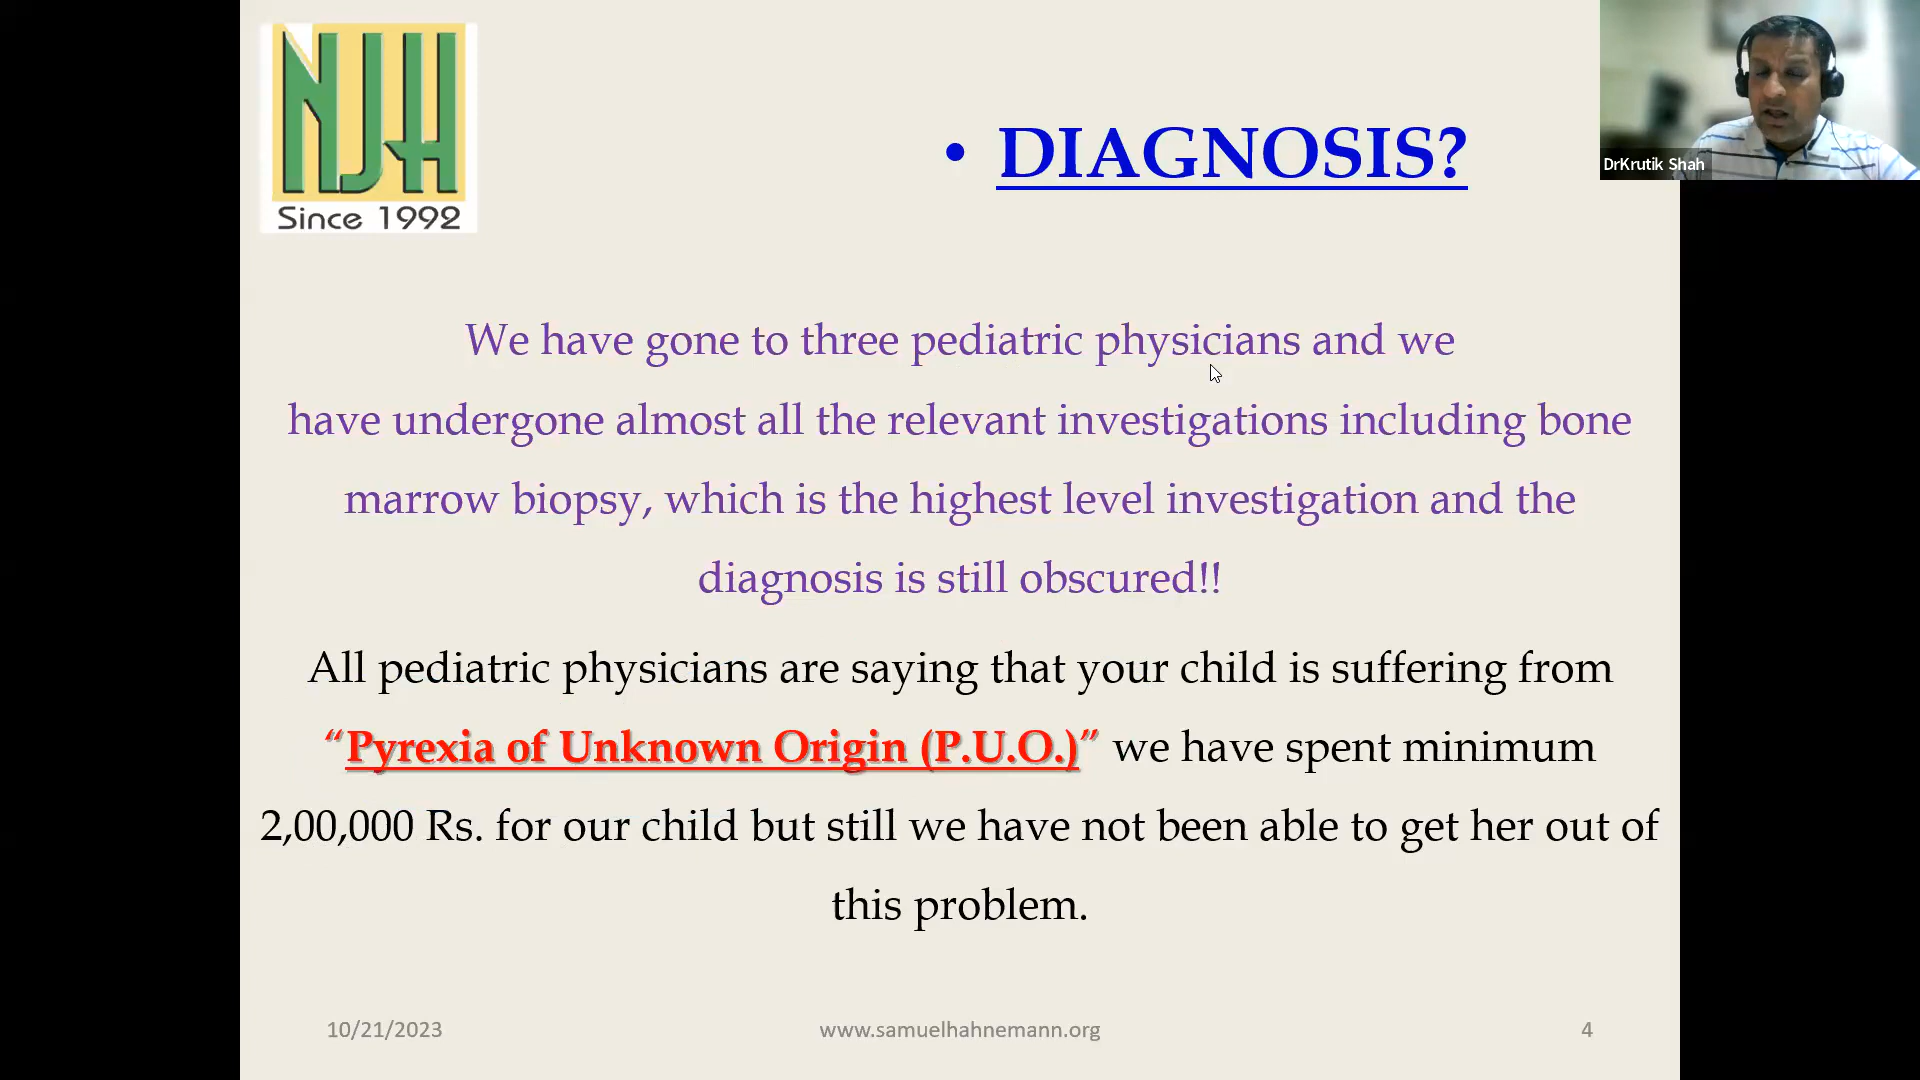 NJH
Since 1992
• DIAGNOSIS?
DrKrutik Shah
We have gone to three pediatric physicians and we
have undergone almost all the relevant investigations including bone
marrow biopsy, which is the highest level investigation and the
diagnosis is still obscured!!
All pediatric physicians are saying that your child is suffering from
“Pyrexia of Unknown Origin (P.U.O.)” we have spent minimum
2,00,000 Rs. for our child but still we have not been able to get her out of
this problem.
10/21/2023
www.samuelhahnemann.org
4